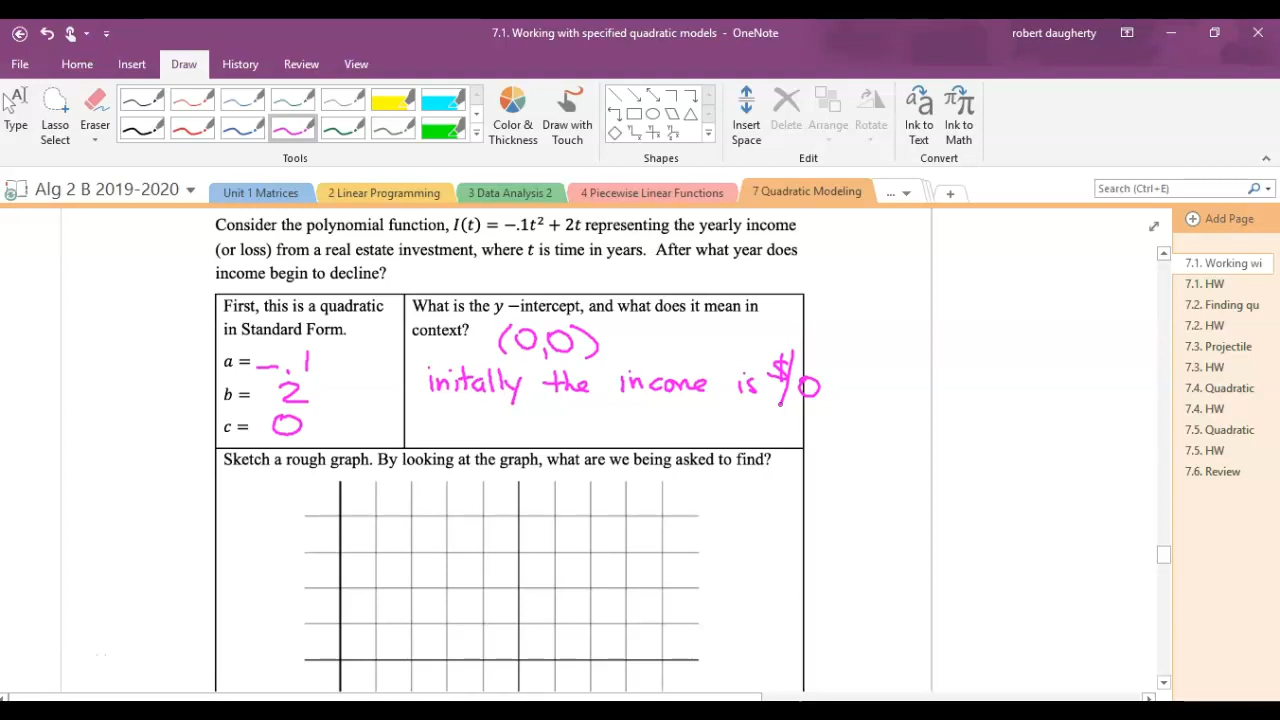 7.1. Working with specified quadratic models - OneNote
robert daugherty
File Home Insert Draw History Review View
Type
Lasso Select
Eraser
Color & Thickness
Draw with Touch
Insert Space
Delete
Arrange
Rotate
Ink to Text
Ink to Math
Tools
Shapes
Edit
Convert
Alg 2 B 2019-2020
Unit 1 Matrices
2 Linear Programming
3 Data Analysis 2
4 Piecewise Linear Functions
7 Quadratic Modeling
...
Search (Ctrl+E)
Add Page
7.1. Working wi
7.1. HW
7.2. Finding qu
7.2. HW
7.3. Projectile
7.3. HW
7.4. Quadratic
7.4. HW
7.5. Quadratic
7.5. HW
7.6. Review
Consider the polynomial function, I(t) = −.1t² + 2t representing the yearly income
(or loss) from a real estate investment, where t is time in years. After what year does
income begin to decline?
First, this is a quadratic
in Standard Form.
a = -.1
b = 2
c = 0
What is the y −intercept, and what does it mean in
context?
(0,0)
initally the income is $0
Sketch a rough graph. By looking at the graph, what are we being asked to find?